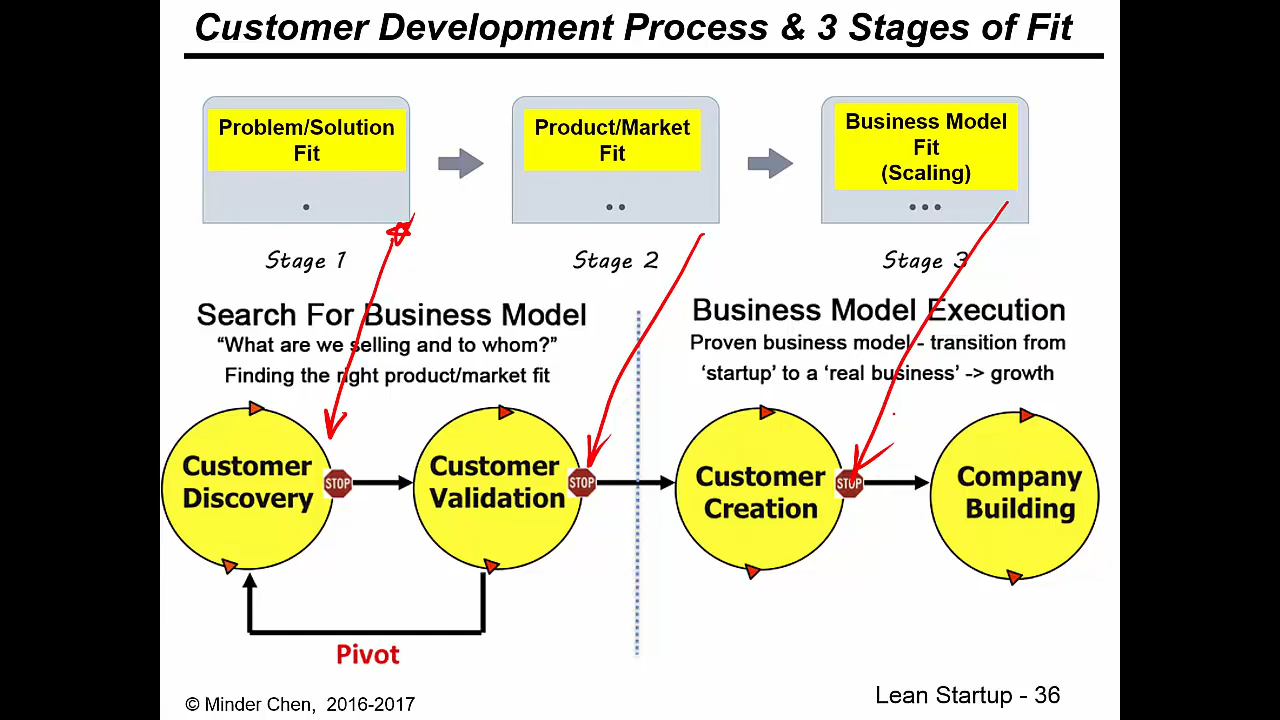 Customer Development Process & 3 Stages of Fit
Problem/Solution
Fit
Product/Market
Fit
Business Model
Fit
(Scaling)
Stage 1
Stage 2
Stage 3
Search For Business Model
“What are we selling and to whom?”
Finding the right product/market fit
Business Model Execution
Proven business model - transition from
‘startup’ to a ‘real business’ -> growth
Customer
Discovery
STOP
Customer
Validation
STOP
Customer
Creation
STOP
Company
Building
Pivot
© Minder Chen, 2016-2017
Lean Startup - 36